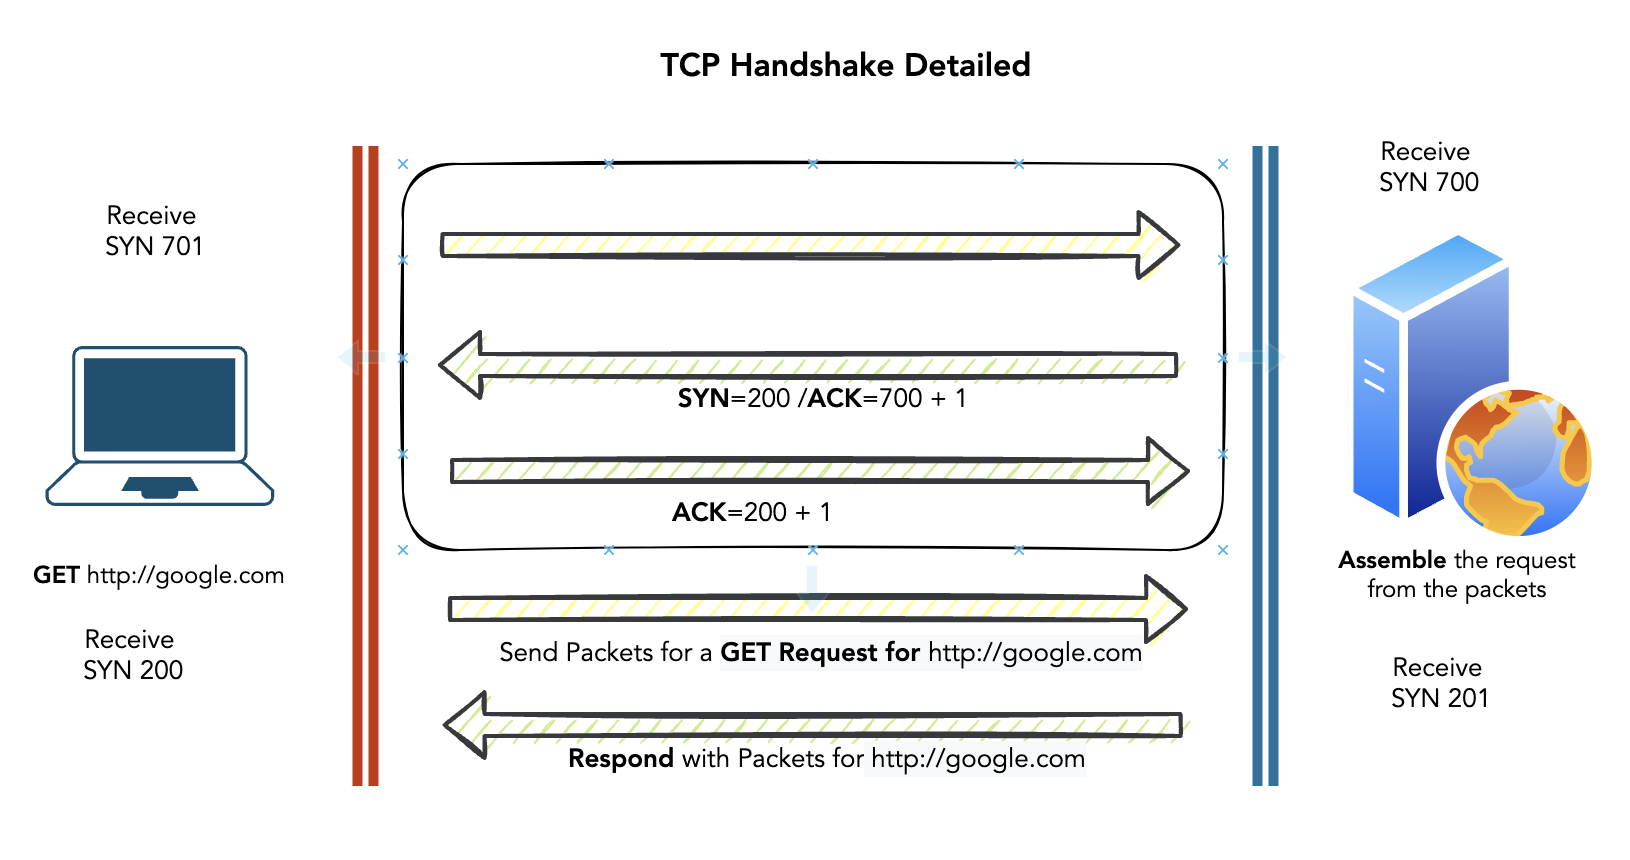 TCP Handshake Detailed
Receive
SYN 700
Receive
SYN 701
SYN=200 /ACK=700 + 1
ACK=200 + 1
GET http://google.com
Assemble the request
from the packets
Receive
SYN 200
Send Packets for a GET Request for http://google.com
Receive
SYN 201
Respond with Packets for http://google.com